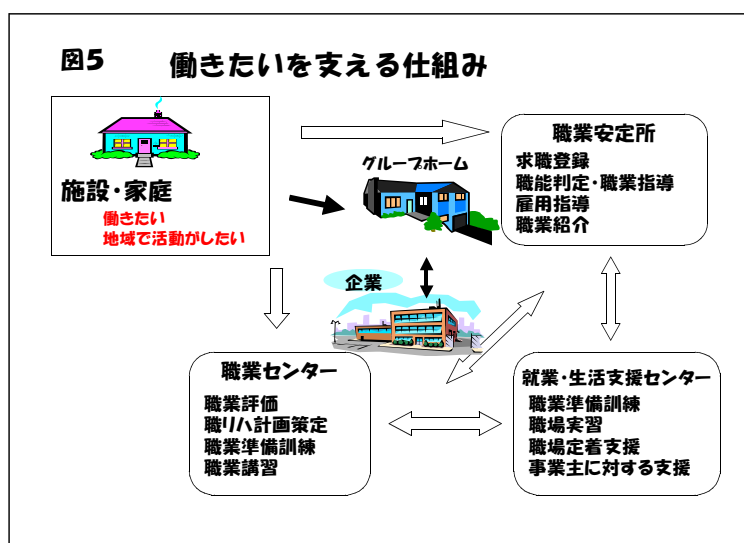 図5 働きたいを支える仕組み
施設・家庭
働きたい
地域で活動がしたい
グループホーム
職業安定所
求職登録
職能判定・職業指導
雇用指導
職業紹介
企業
職業センター
職業評価
職リハ計画策定
職業準備訓練
職業講習
就業・生活支援センター
職業準備訓練
職場実習
職場定着支援
事業主に対する支援